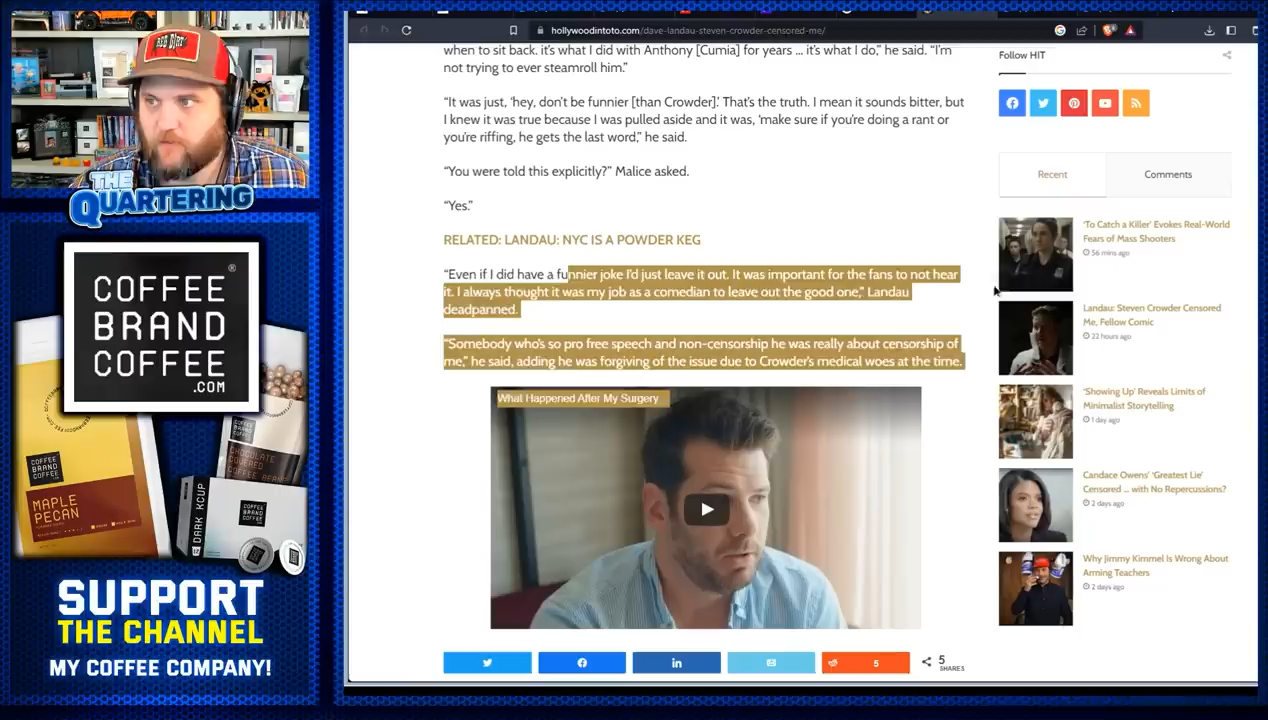 RED DIRT
THE
QUARTERING
COFFEE
BRAND
COFFEE
.COM
®
COFFEE
BRAND
COFFEE
MAPLE
PECAN
CHOCOLATE
DARK KCUP
COFFEE
BRAND
COFFEE
SUPPORT
THE CHANNEL
MY COFFEE COMPANY!
hollywoodintoto.com/dave-landau-steven-crowder-censored-me/
when to sit back. it's what I did with Anthony [Cumia] for years … it's what I do," he said. "I'm
not trying to ever steamroll him."
"It was just, 'hey, don't be funnier [than Crowder].' That's the truth. I mean it sounds bitter, but
I knew it was true because I was pulled aside and it was, 'make sure if you're doing a rant or
you're riffing, he gets the last word," he said.
"You were told this explicitly?" Malice asked.
"Yes."
RELATED: LANDAU: NYC IS A POWDER KEG
"Even if I did have a funnier joke I'd just leave it out. It was important for the fans to not hear
it. I always thought it was my job as a comedian to leave out the good one," Landau
deadpanned.
"Somebody who's so pro free speech and non-censorship he was really about censorship of
me," he said, adding he was forgiving of the issue due to Crowder's medical woes at the time.
What Happened After My Surgery
5
5
SHARES
Follow HIT
Recent
Comments
'To Catch a Killer' Evokes Real-World
Fears of Mass Shooters
56 mins ago
Landau: Steven Crowder Censored
Me, Fellow Comic
22 hours ago
'Showing Up' Reveals Limits of
Minimalist Storytelling
1 day ago
Candace Owens' 'Greatest Lie'
Censored … with No Repercussions?
2 days ago
Why Jimmy Kimmel Is Wrong About
Arming Teachers
2 days ago